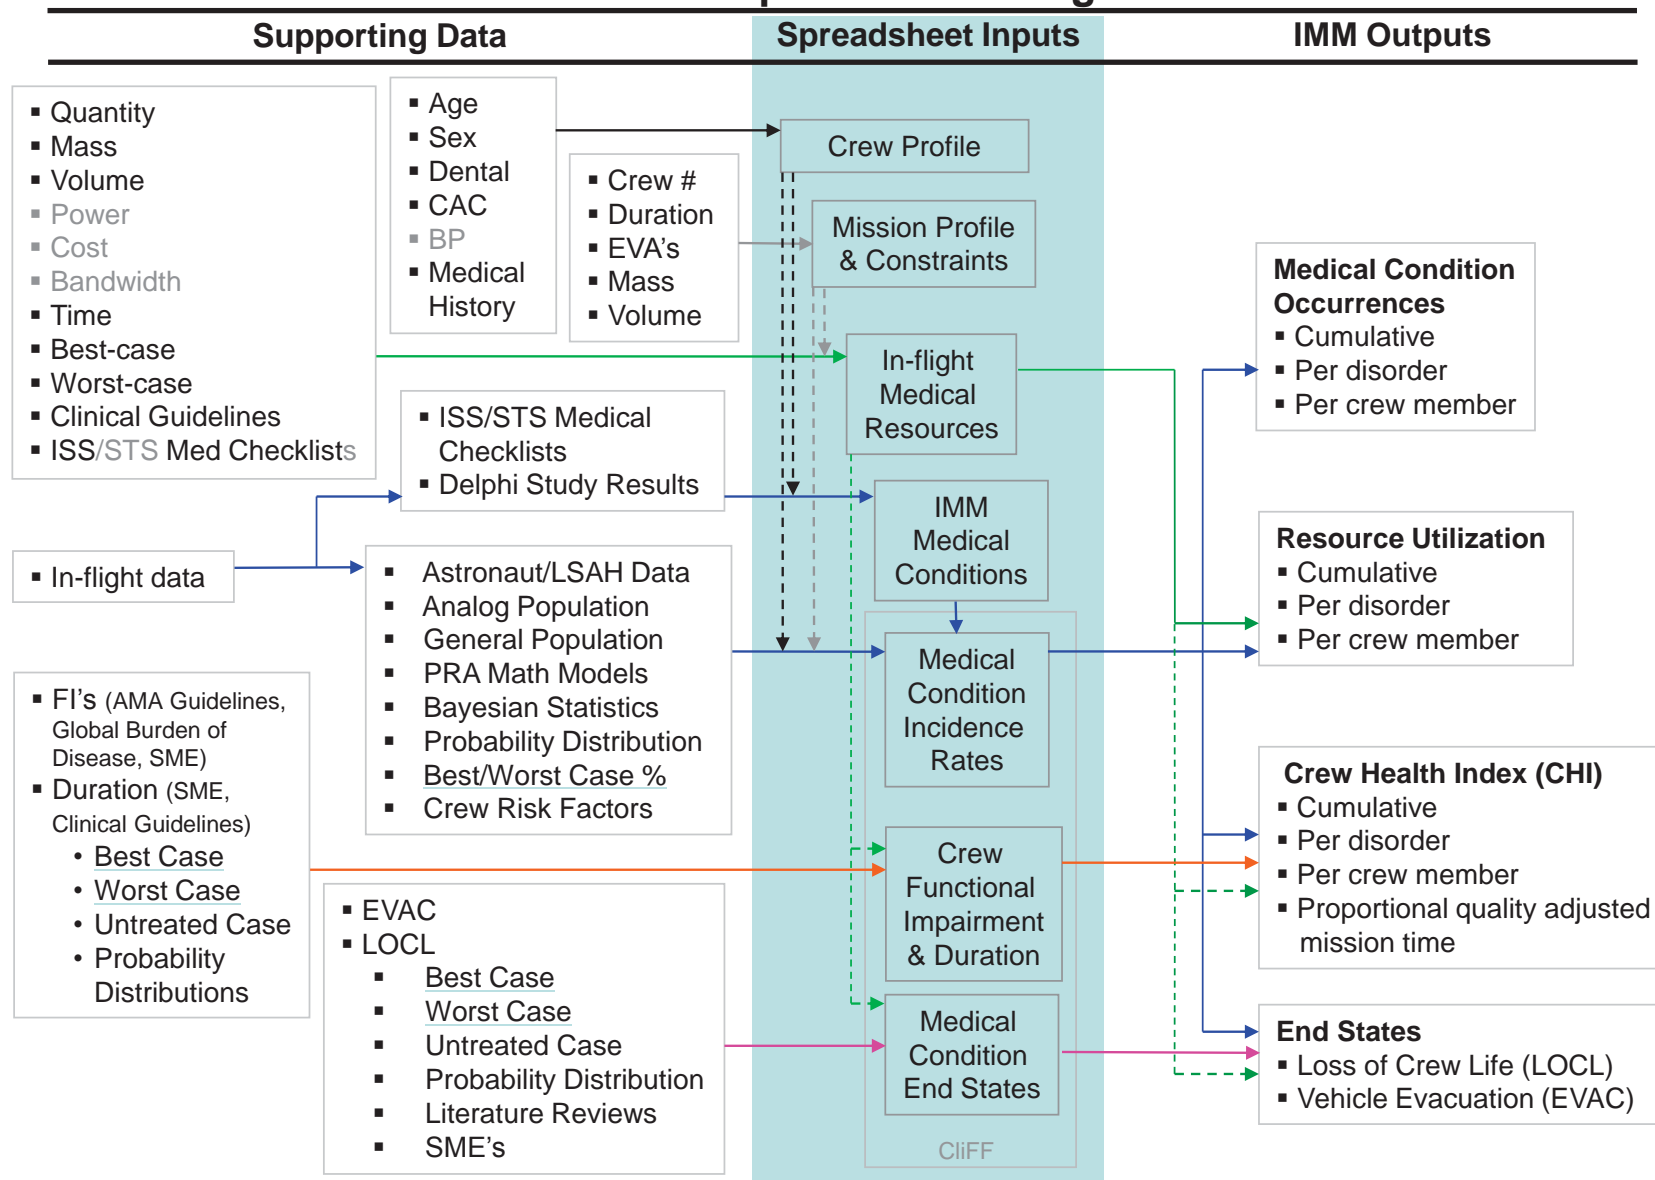 Supporting Data
Spreadsheet Inputs
IMM Outputs
▪ Quantity
▪ Mass
▪ Volume
▪ Power
▪ Cost
▪ Bandwidth
▪ Time
▪ Best-case
▪ Worst-case
▪ Clinical Guidelines
▪ ISS/STS Med Checklists
▪ Age
▪ Sex
▪ Dental
▪ CAC
▪ BP
▪ Medical
History
▪ Crew #
▪ Duration
▪ EVA's
▪ Mass
▪ Volume
▪ ISS/STS Medical
Checklists
▪ Delphi Study Results
▪ In-flight data
▪ Astronaut/LSAH Data
▪ Analog Population
▪ General Population
▪ PRA Math Models
▪ Bayesian Statistics
▪ Probability Distribution
▪ Best/Worst Case %
▪ Crew Risk Factors
▪ FI's (AMA Guidelines,
Global Burden of
Disease, SME)
▪ Duration (SME,
Clinical Guidelines)
• Best Case
• Worst Case
• Untreated Case
• Probability
Distributions
▪ EVAC
▪ LOCL
▪ Best Case
▪ Worst Case
▪ Untreated Case
▪ Probability Distribution
▪ Literature Reviews
▪ SME's
Crew Profile
Mission Profile
& Constraints
In-flight
Medical
Resources
IMM
Medical
Conditions
Medical
Condition
Incidence
Rates
Crew
Functional
Impairment
& Duration
Medical
Condition
End States
CliFF
Medical Condition
Occurrences
▪ Cumulative
▪ Per disorder
▪ Per crew member
Resource Utilization
▪ Cumulative
▪ Per disorder
▪ Per crew member
Crew Health Index (CHI)
▪ Cumulative
▪ Per disorder
▪ Per crew member
▪ Proportional quality adjusted
mission time
End States
▪ Loss of Crew Life (LOCL)
▪ Vehicle Evacuation (EVAC)